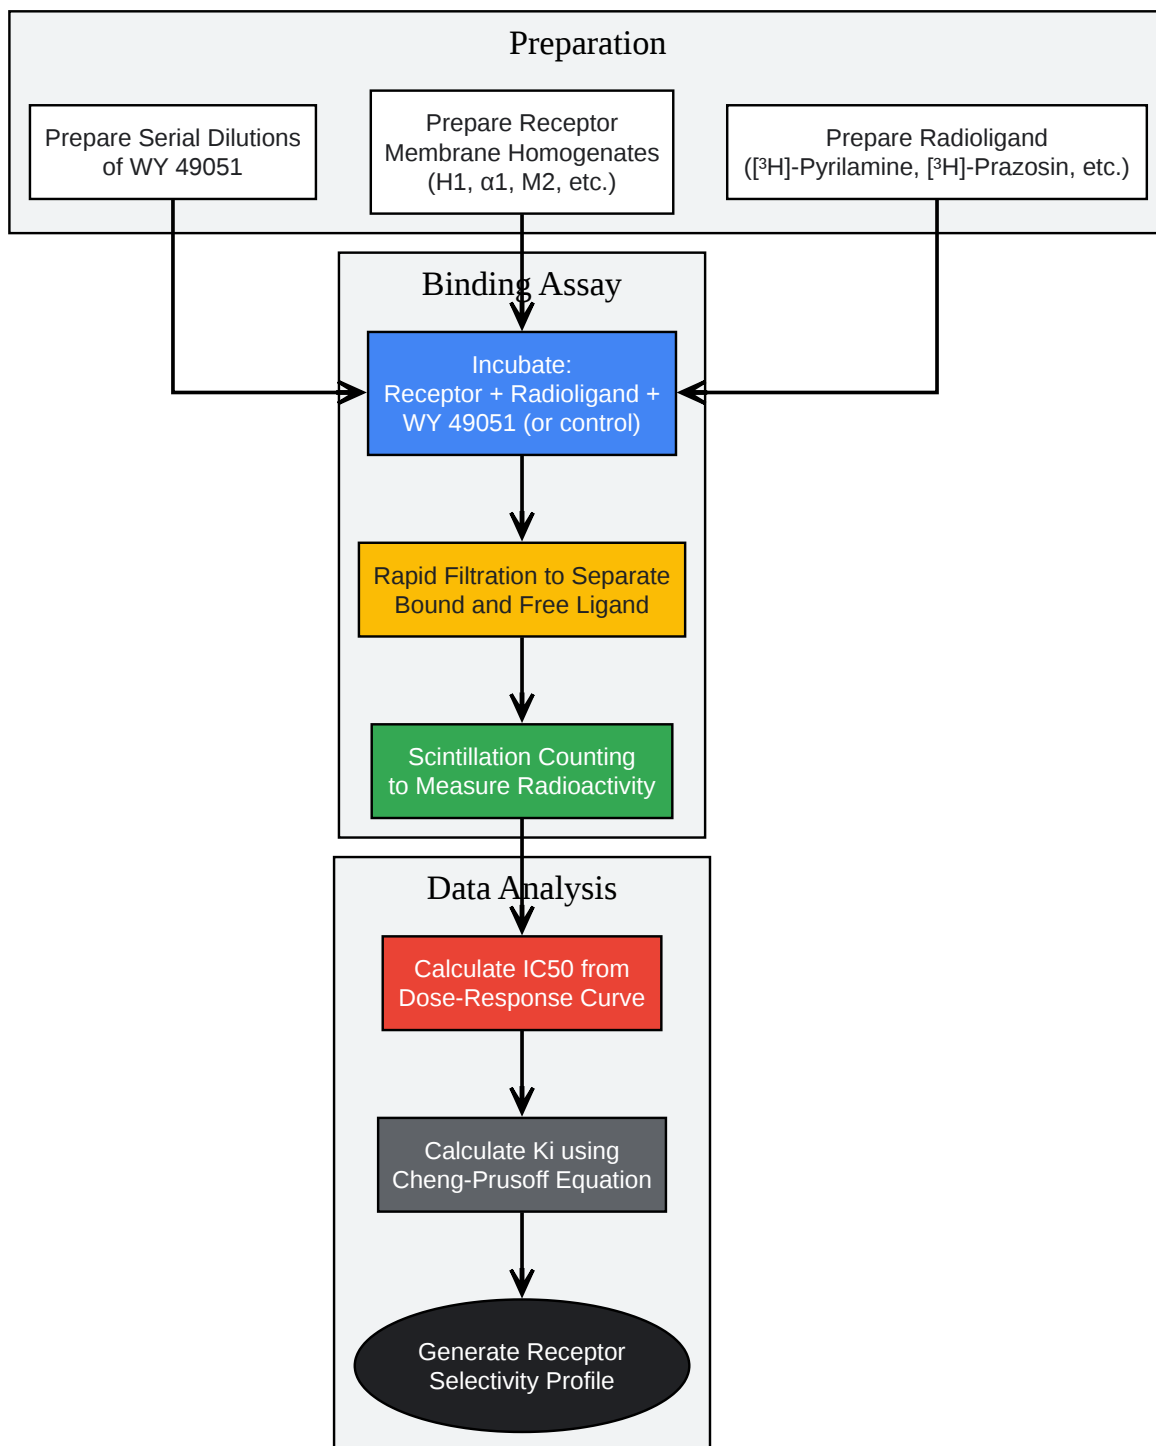 Preparation
Prepare Serial Dilutions
of WY 49051
Prepare Receptor
Membrane Homogenates
(H1, α1, M2, etc.)
Prepare Radioligand
([³H]-Pyrilamine, [³H]-Prazosin, etc.)
Binding Assay
Incubate:
Receptor + Radioligand +
WY 49051 (or control)
Rapid Filtration to Separate
Bound and Free Ligand
Scintillation Counting
to Measure Radioactivity
Data Analysis
Calculate IC50 from
Dose-Response Curve
Calculate Ki using
Cheng-Prusoff Equation
Generate Receptor
Selectivity Profile